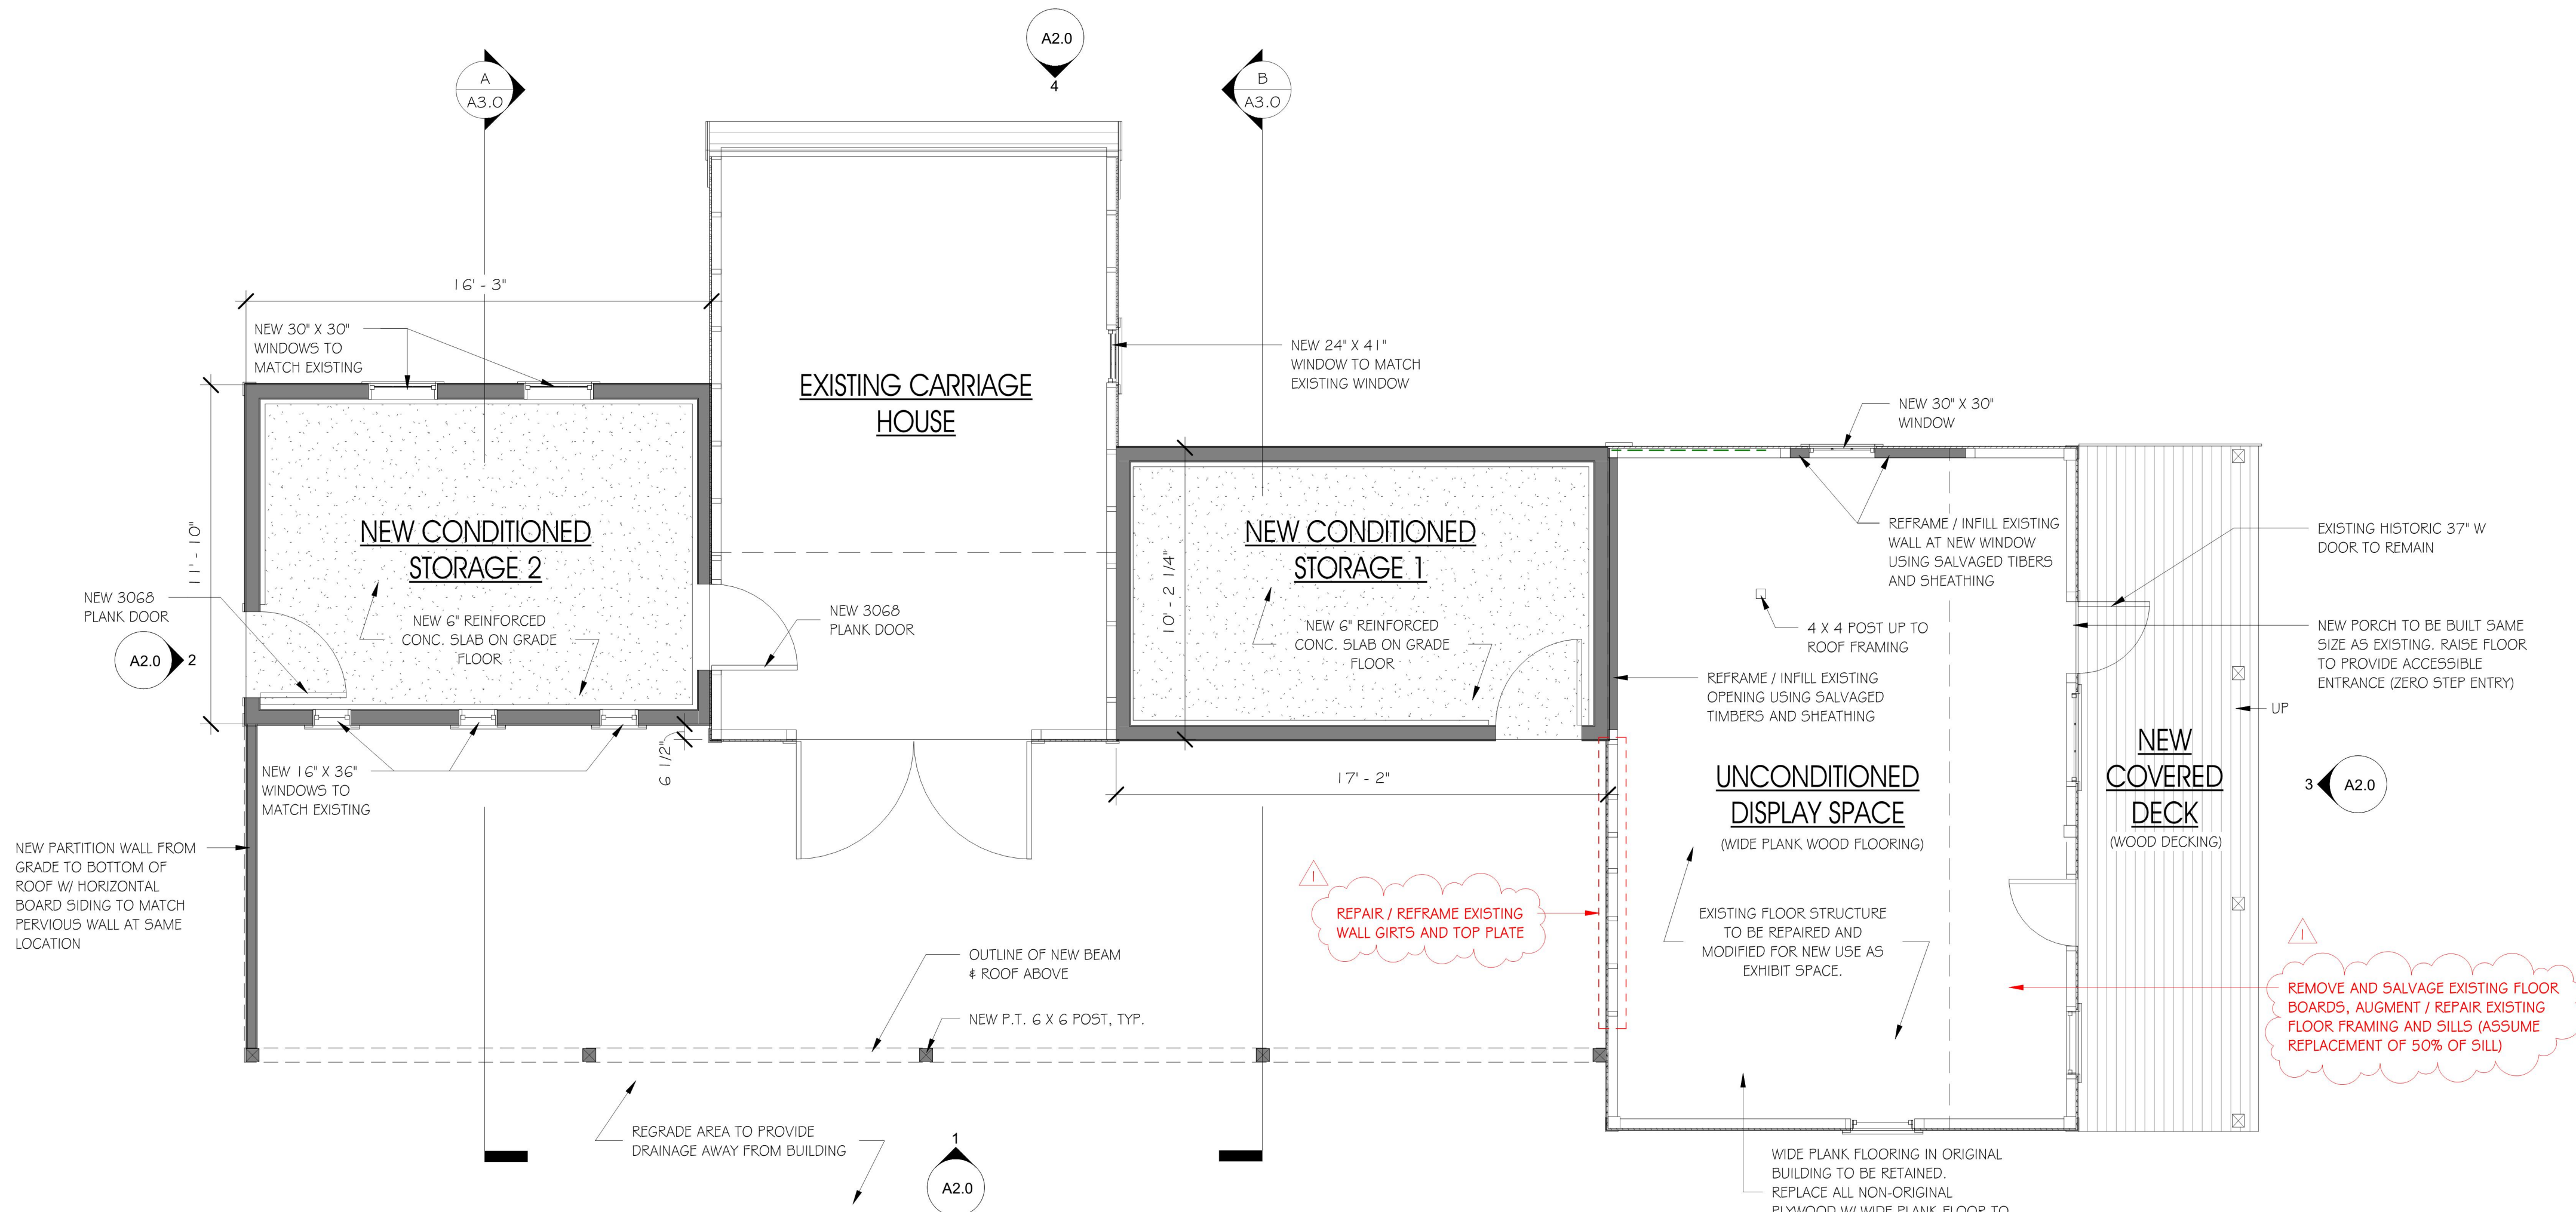 A2.0
4
A
A3.0
B
A3.0
16' - 3"
NEW 30" X 30"
WINDOWS TO
MATCH EXISTING
NEW 24" X 41"
WINDOW TO MATCH
EXISTING WINDOW
EXISTING CARRIAGE
HOUSE
NEW 30" X 30"
WINDOW
11' - 10"
NEW CONDITIONED
STORAGE 2
NEW 6" REINFORCED
CONC. SLAB ON GRADE
FLOOR
NEW 3068
PLANK DOOR
A2.0
2
NEW 3068
PLANK DOOR
NEW CONDITIONED
STORAGE 1
10' - 2 1/4"
NEW 6" REINFORCED
CONC. SLAB ON GRADE
FLOOR
REFRAME / INFILL EXISTING
WALL AT NEW WINDOW
USING SALVAGED TIBERS
AND SHEATHING
EXISTING HISTORIC 37" W
DOOR TO REMAIN
4 X 4 POST UP TO
ROOF FRAMING
NEW PORCH TO BE BUILT SAME
SIZE AS EXISTING. RAISE FLOOR
TO PROVIDE ACCESSIBLE
ENTRANCE (ZERO STEP ENTRY)
REFRAME / INFILL EXISTING
OPENING USING SALVAGED
TIMBERS AND SHEATHING
UP
NEW 16" X 36"
WINDOWS TO
MATCH EXISTING
6 1/2"
17' - 2"
UNCONDITIONED
DISPLAY SPACE
(WIDE PLANK WOOD FLOORING)
NEW
COVERED
DECK
(WOOD DECKING)
3
A2.0
NEW PARTITION WALL FROM
GRADE TO BOTTOM OF
ROOF W/ HORIZONTAL
BOARD SIDING TO MATCH
PERVIOUS WALL AT SAME
LOCATION
1
REPAIR / REFRAME EXISTING
WALL GIRTS AND TOP PLATE
EXISTING FLOOR STRUCTURE
TO BE REPAIRED AND
MODIFIED FOR NEW USE AS
EXHIBIT SPACE.
1
REMOVE AND SALVAGE EXISTING FLOOR
BOARDS, AUGMENT / REPAIR EXISTING
FLOOR FRAMING AND SILLS (ASSUME
REPLACEMENT OF 50% OF SILL)
OUTLINE OF NEW BEAM
& ROOF ABOVE
NEW P.T. 6 X 6 POST, TYP.
REGRADE AREA TO PROVIDE
DRAINAGE AWAY FROM BUILDING
1
A2.0
WIDE PLANK FLOORING IN ORIGINAL
BUILDING TO BE RETAINED.
REPLACE ALL NON-ORIGINAL
PLYWOOD W/ WIDE PLANK FLOOR TO